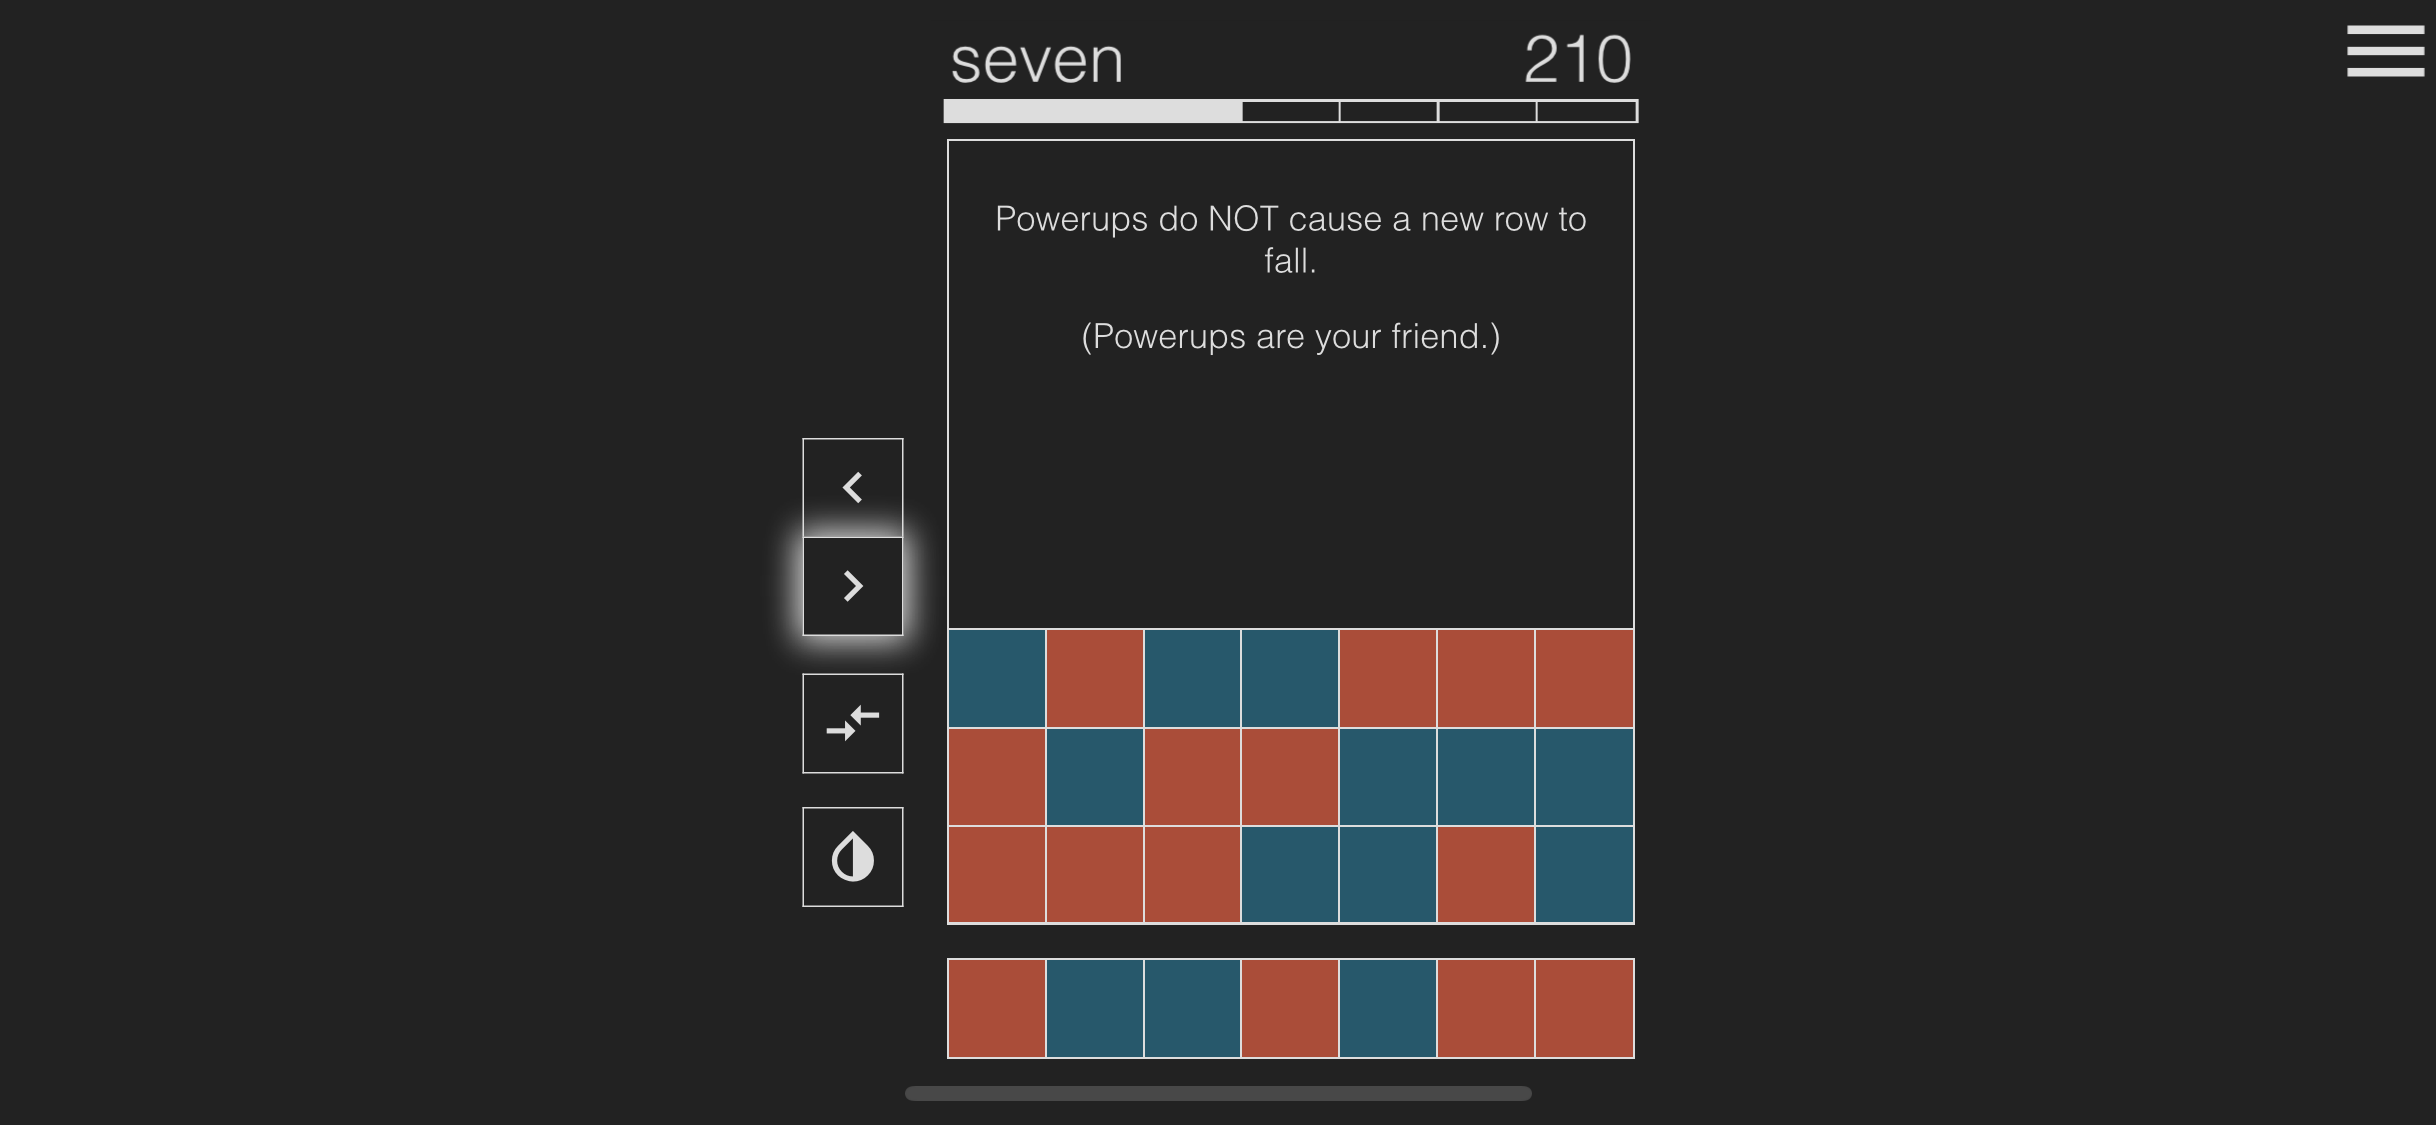 seven 210
Powerups do NOT cause a new row to
fall.
(Powerups are your friend.)